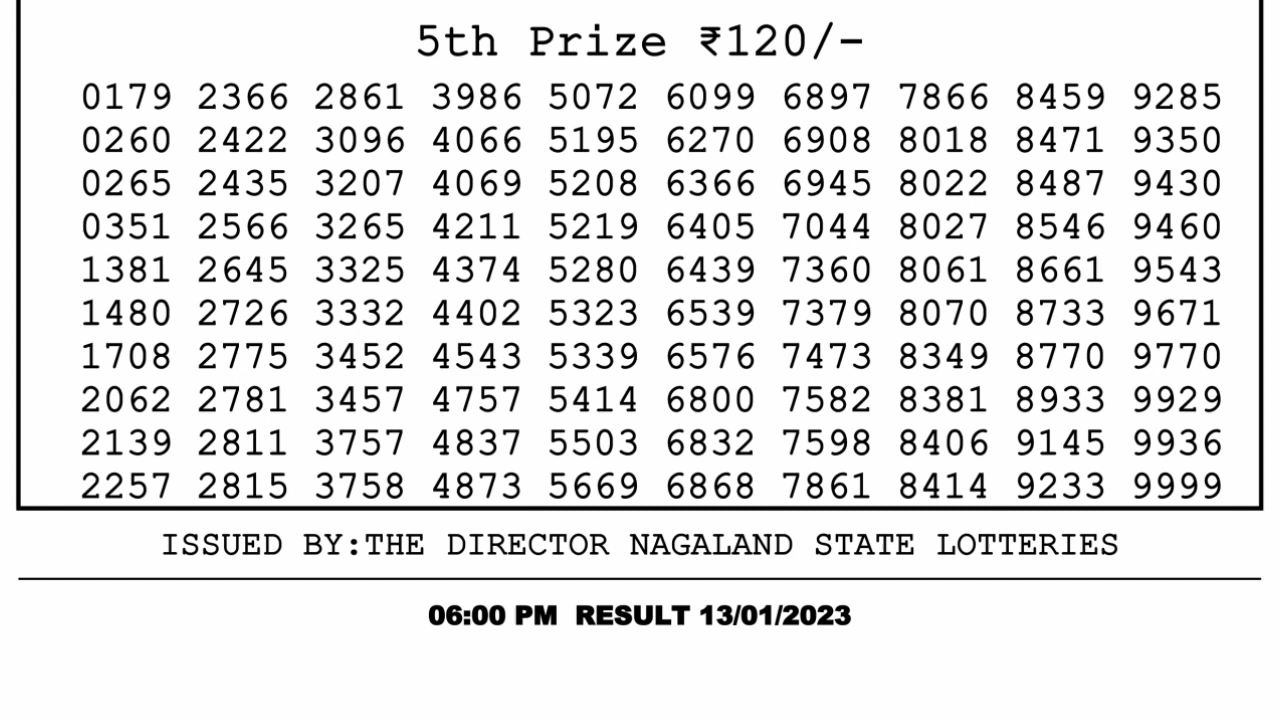 5th Prize ₹120/-
0179 2366 2861 3986 5072 6099 6897 7866 8459 9285
0260 2422 3096 4066 5195 6270 6908 8018 8471 9350
0265 2435 3207 4069 5208 6366 6945 8022 8487 9430
0351 2566 3265 4211 5219 6405 7044 8027 8546 9460
1381 2645 3325 4374 5280 6439 7360 8061 8661 9543
1480 2726 3332 4402 5323 6539 7379 8070 8733 9671
1708 2775 3452 4543 5339 6576 7473 8349 8770 9770
2062 2781 3457 4757 5414 6800 7582 8381 8933 9929
2139 2811 3757 4837 5503 6832 7598 8406 9145 9936
2257 2815 3758 4873 5669 6868 7861 8414 9233 9999
ISSUED BY:THE DIRECTOR NAGALAND STATE LOTTERIES
06:00 PM RESULT 13/01/2023